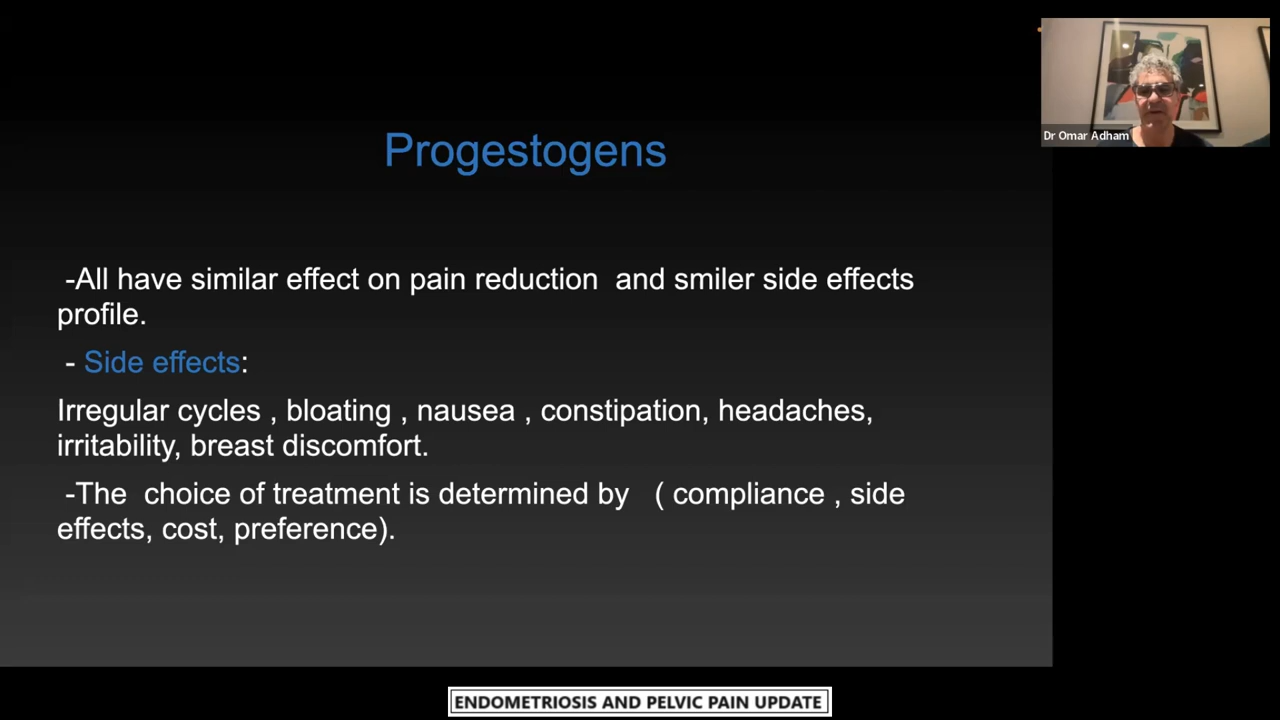 Dr Omar Adham
Progestogens
-All have similar effect on pain reduction  and smiler side effects
profile.
- Side effects:
Irregular cycles , bloating , nausea , constipation, headaches,
irritability, breast discomfort.
-The  choice of treatment is determined by   ( compliance , side
effects, cost, preference).
ENDOMETRIOSIS AND PELVIC PAIN UPDATE